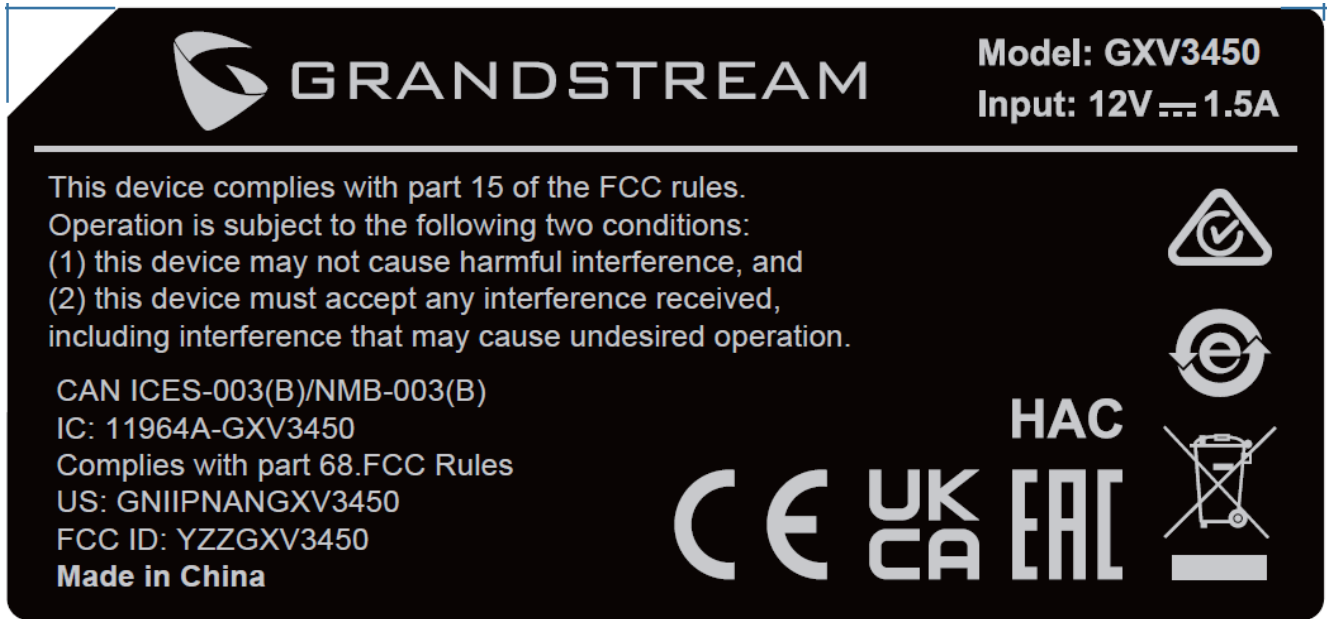 GRANDSTREAM
Model: GXV3450
Input: 12V ⎓ 1.5A
This device complies with part 15 of the FCC rules.
Operation is subject to the following two conditions:
(1) this device may not cause harmful interference, and
(2) this device must accept any interference received,
including interference that may cause undesired operation.
CAN ICES-003(B)/NMB-003(B)
IC: 11964A-GXV3450
Complies with part 68.FCC Rules
US: GNIIPNANGXV3450
FCC ID: YZZGXV3450
Made in China
HAC
CE
UK
CA
EAC
e